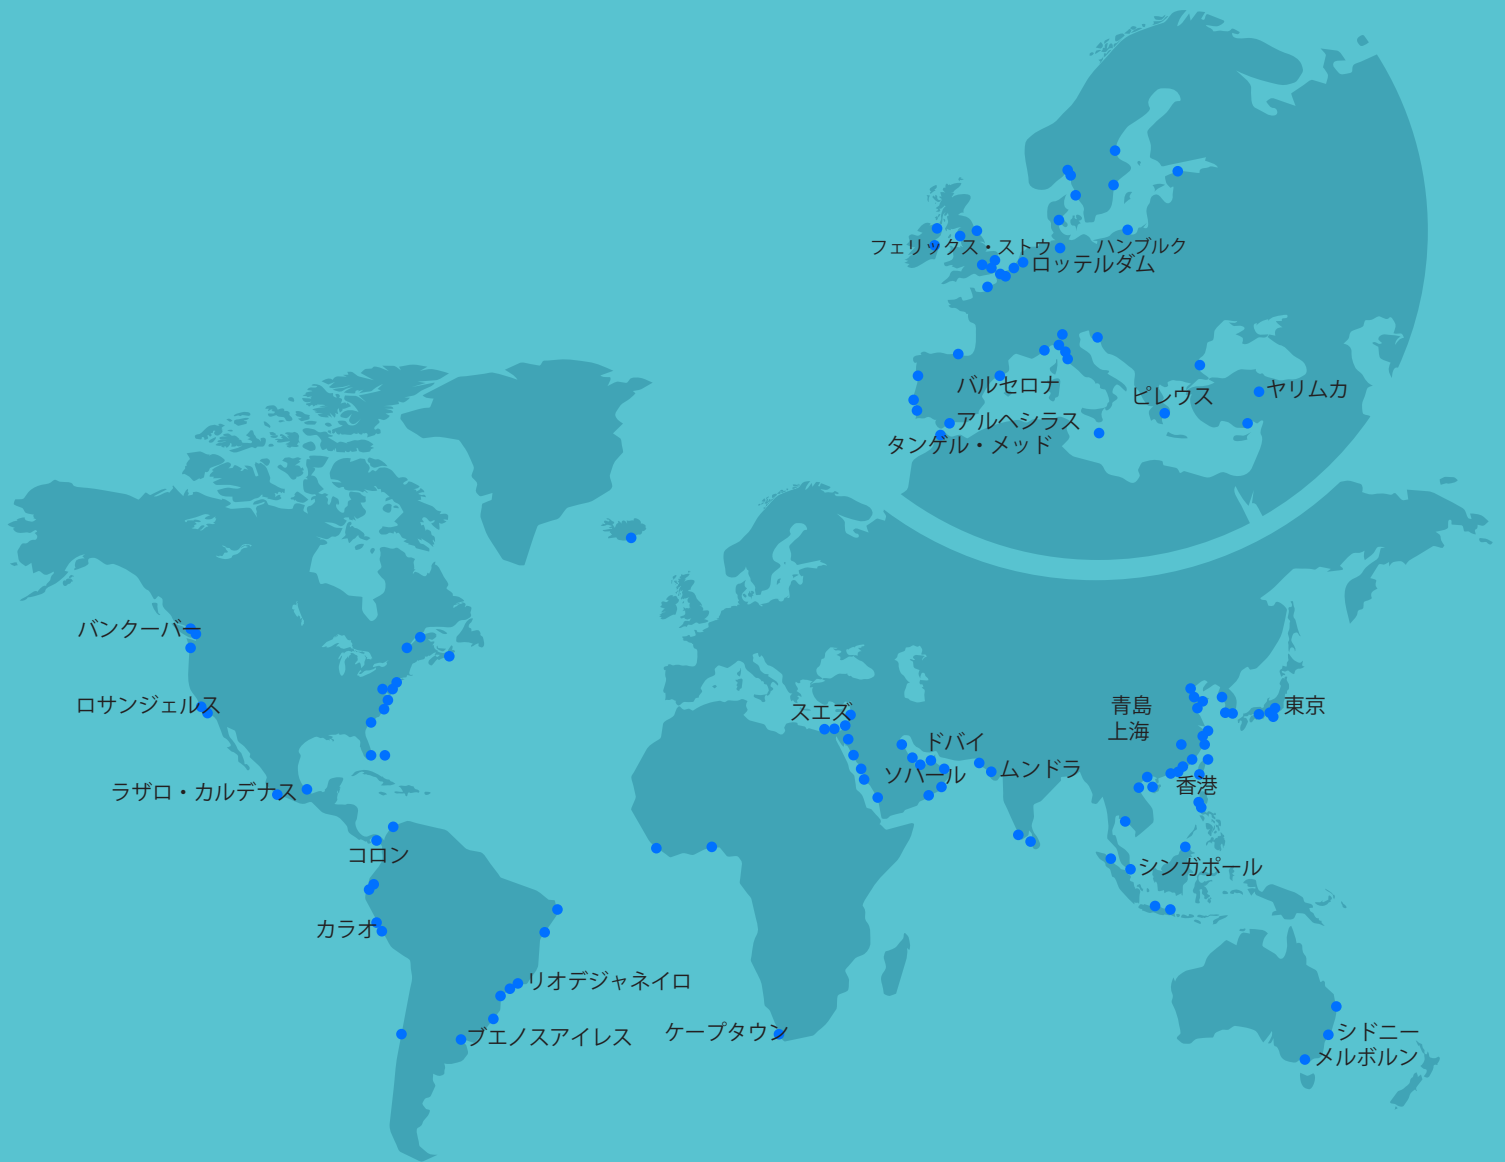 フェリックス・ストウ
ハンブルク
ロッテルダム
バルセロナ
ピレウス
ヤリムカ
アルヘシラス
タンゲル・メッド
バンクーバー
ロサンジェルス
スエズ
青島
東京
上海
ドバイ
ソハール
ムンドラ
ラザロ・カルデナス
香港
コロン
シンガポール
カラオ
リオデジャネイロ
ブエノスアイレス
ケープタウン
シドニー
メルボルン